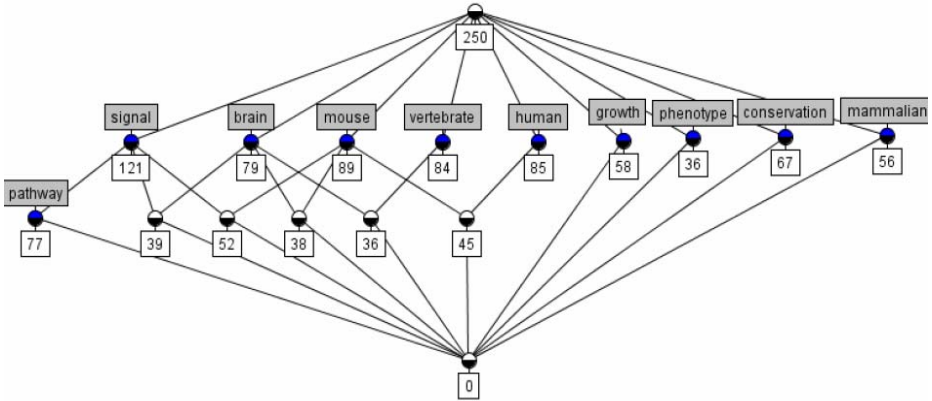 250
signal
brain
mouse
vertebrate
human
growth
phenotype
conservation
mammalian
121
79
89
84
85
58
36
67
56
pathway
77
39
52
38
36
45
0